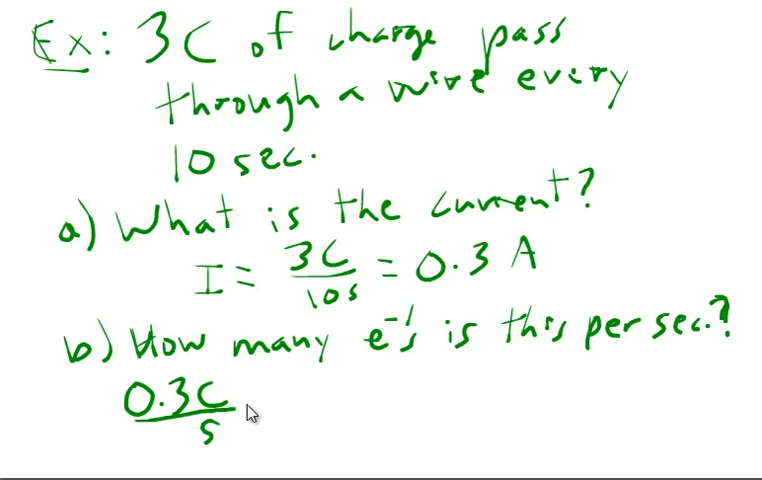 Ex: 3C of charge pass
through a wire every
10 sec.
a) What is the current?
I = 3C/10s = 0.3 A
b) How many e⁻'s is this per sec.?
0.3C/s